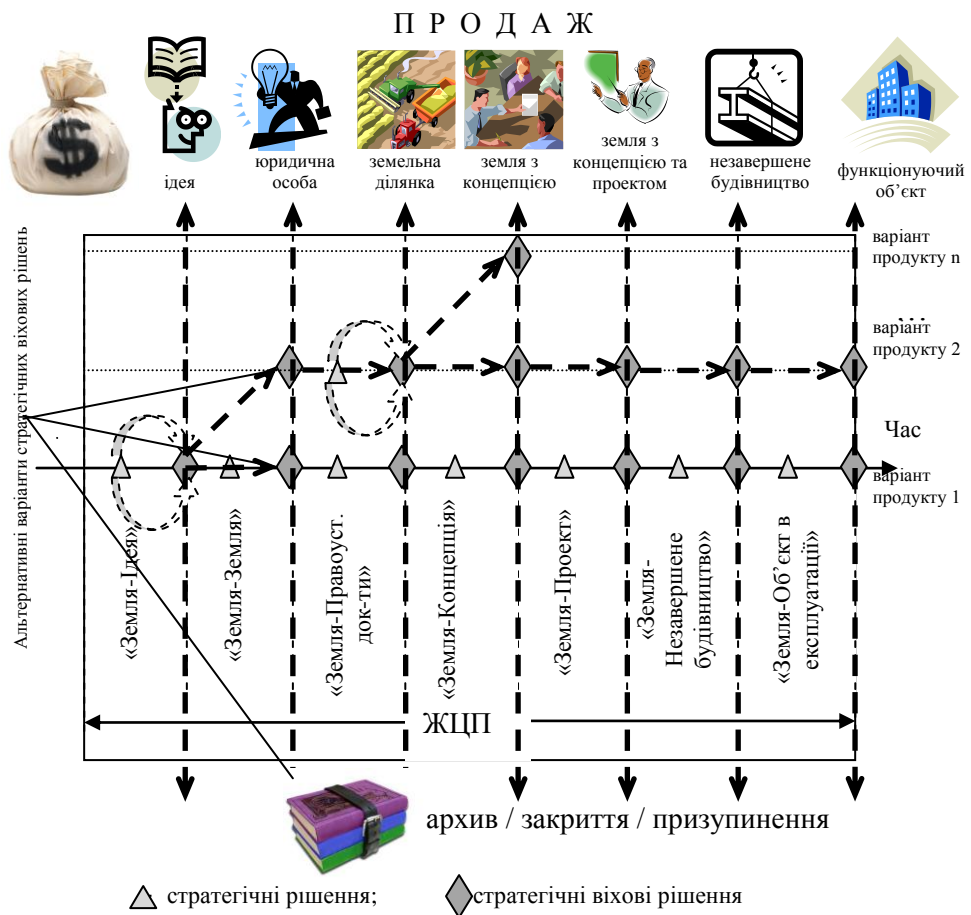 П Р О Д А Ж
$
ідея
юридична
особа
земельна
ділянка
земля з
концепцією
земля з
концепцією та
проектом
незавершене
будівництво
функціонуючий
об’єкт
Альтернативні варіанти стратегічних віхових рішень
варіант
продукту n
...
варіант
продукту 2
Час
варіант
продукту 1
«Земля-Ідея»
«Земля-Земля»
«Земля-Правоуст.
док-ти»
«Земля-Концепція»
«Земля-Проект»
«Земля-
Незавершене
будівництво»
«Земля-Об’єкт в
експлуатації»
ЖЦП
архив / закриття / призупинення
стратегічні рішення;
стратегічні віхові рішення